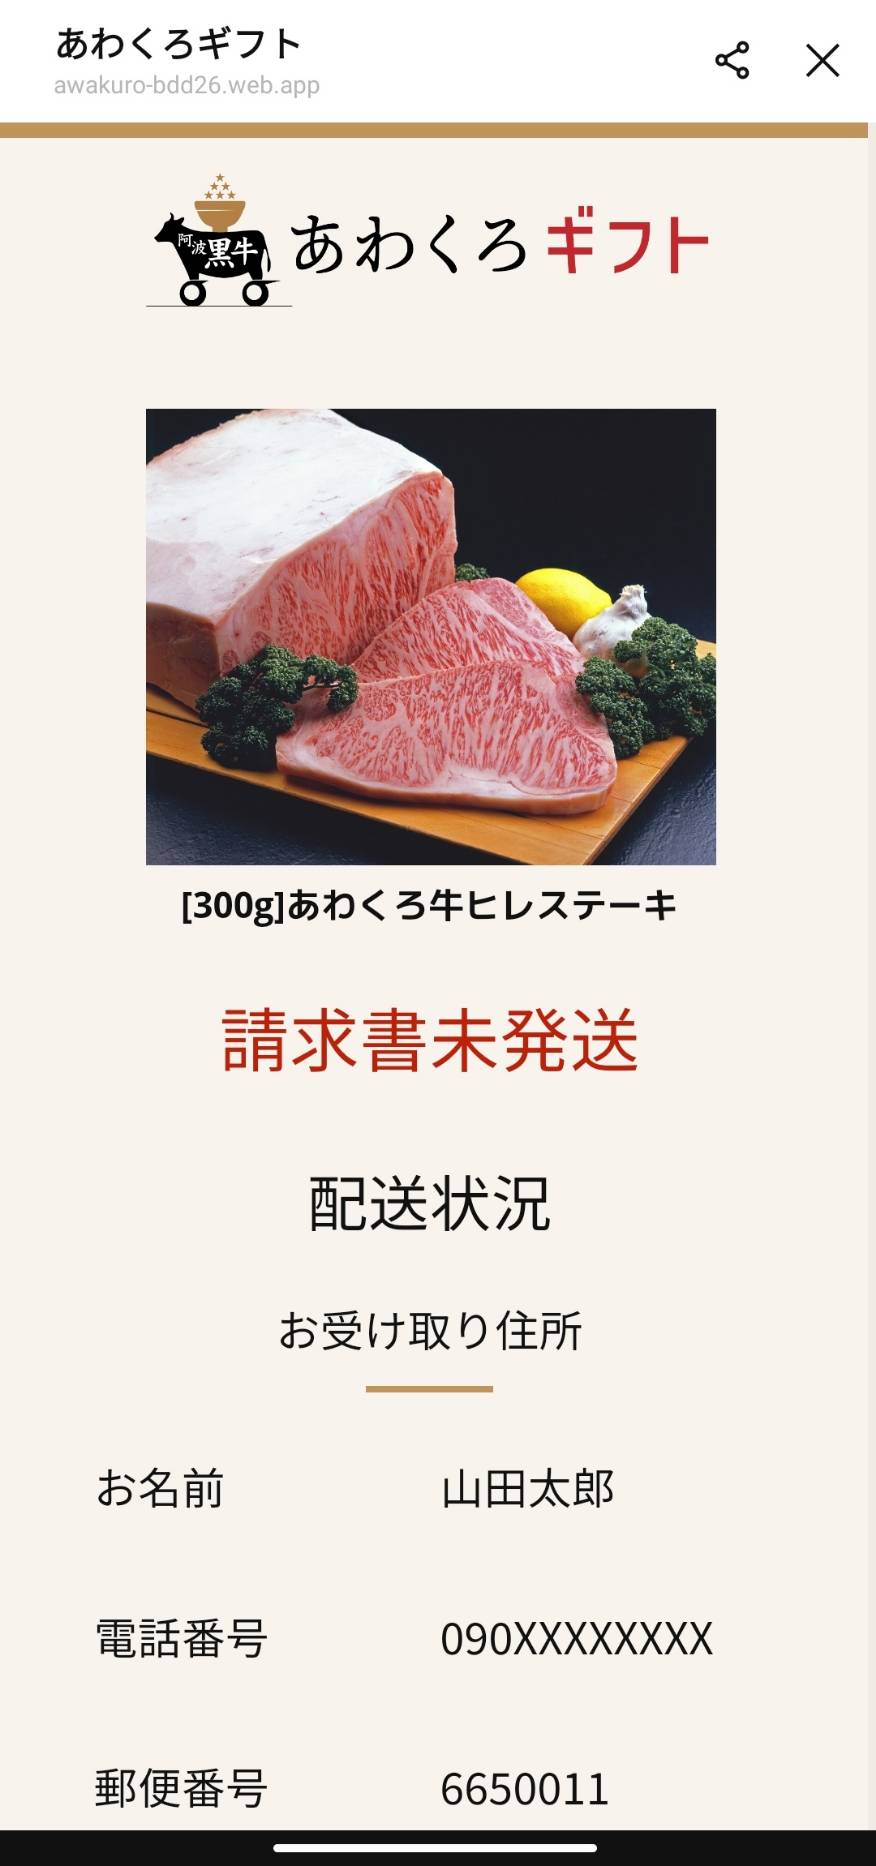 あわくろギフト
awakuro-bdd26.web.app
阿波黒牛
あわくろギフト
[300g]あわくろ牛ヒレステーキ
請求書未発送
配送状況
お受け取り住所
お名前 山田太郎
電話番号 090XXXXXXXX
郵便番号 6650011